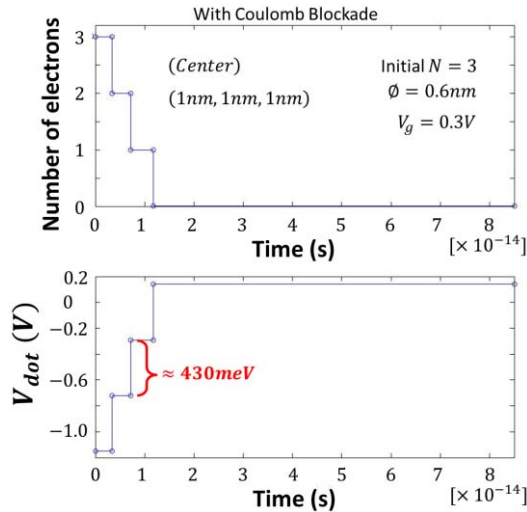 With Coulomb Blockade
Number of electrons
3
2
1
0
(Center)
(1nm, 1nm, 1nm)
Initial N = 3
Ø = 0.6nm
V_g = 0.3V
0 1 2 3 4 5 6 7 8
Time (s)
[× 10⁻¹⁴]
V_dot (V)
0.2
0
−0.2
−0.6
−1.0
≈ 430meV
0 1 2 3 4 5 6 7 8
Time (s)
[× 10⁻¹⁴]